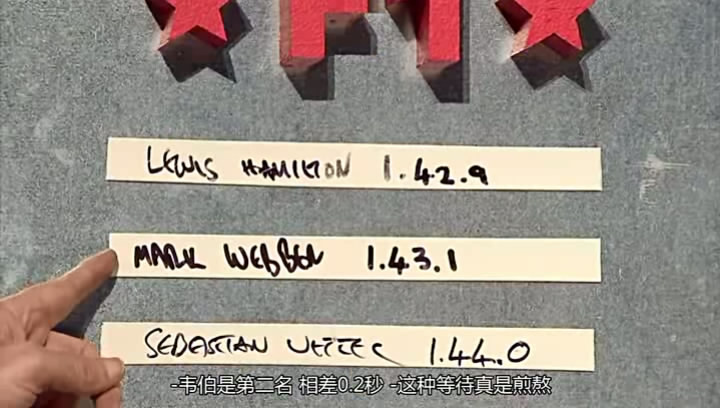 F1
LEWIS HAMILTON 1.42.9
MARK WEBBER 1.43.1
SEBASTIAN VETTEL 1.44.0
-韦伯是第二名 相差0.2秒 -这种等待真是煎熬